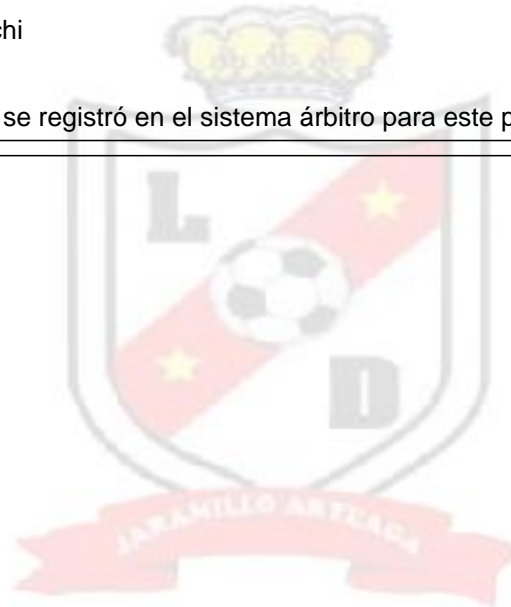 chi
se registró en el sistema árbitro para este p
L
D
JARAMILLO ARTEAGA